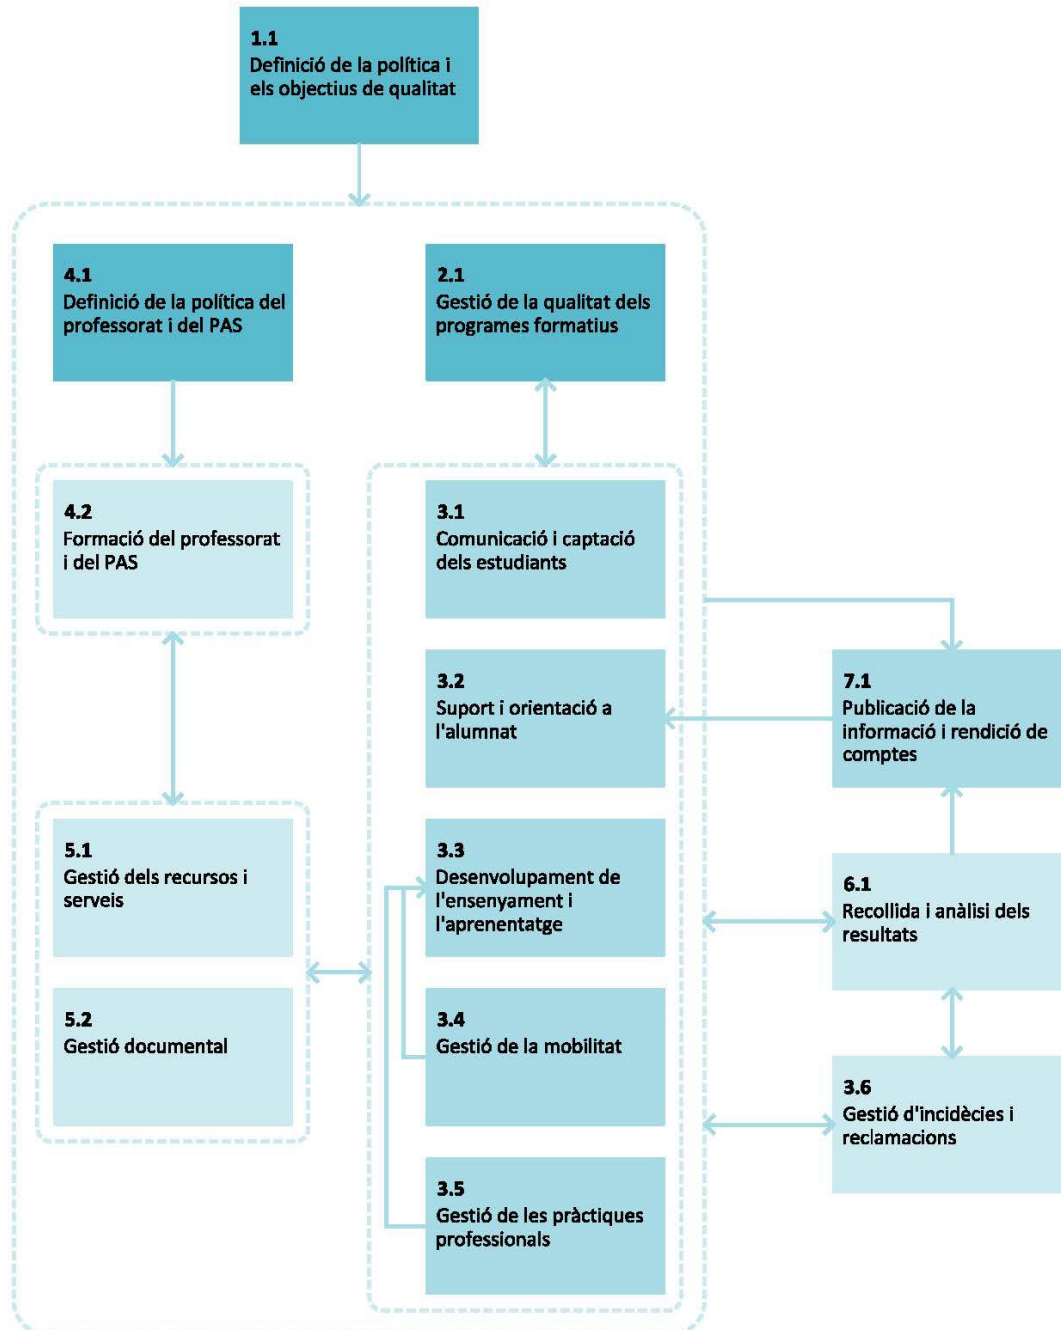 1.1
Definició de la política i
els objectius de qualitat
4.1
Definició de la política del
professorat i del PAS
2.1
Gestió de la qualitat dels
programes formatius
4.2
Formació del professorat
i del PAS
3.1
Comunicació i captació
dels estudiants
3.2
Suport i orientació a
l'alumnat
7.1
Publicació de la
informació i rendició de
comptes
5.1
Gestió dels recursos i
serveis
3.3
Desenvolupament de
l'ensenyament i
l'aprenentatge
6.1
Recollida i anàlisi dels
resultats
5.2
Gestió documental
3.4
Gestió de la mobilitat
3.6
Gestió d'incidècies i
reclamacions
3.5
Gestió de les pràctiques
professionals